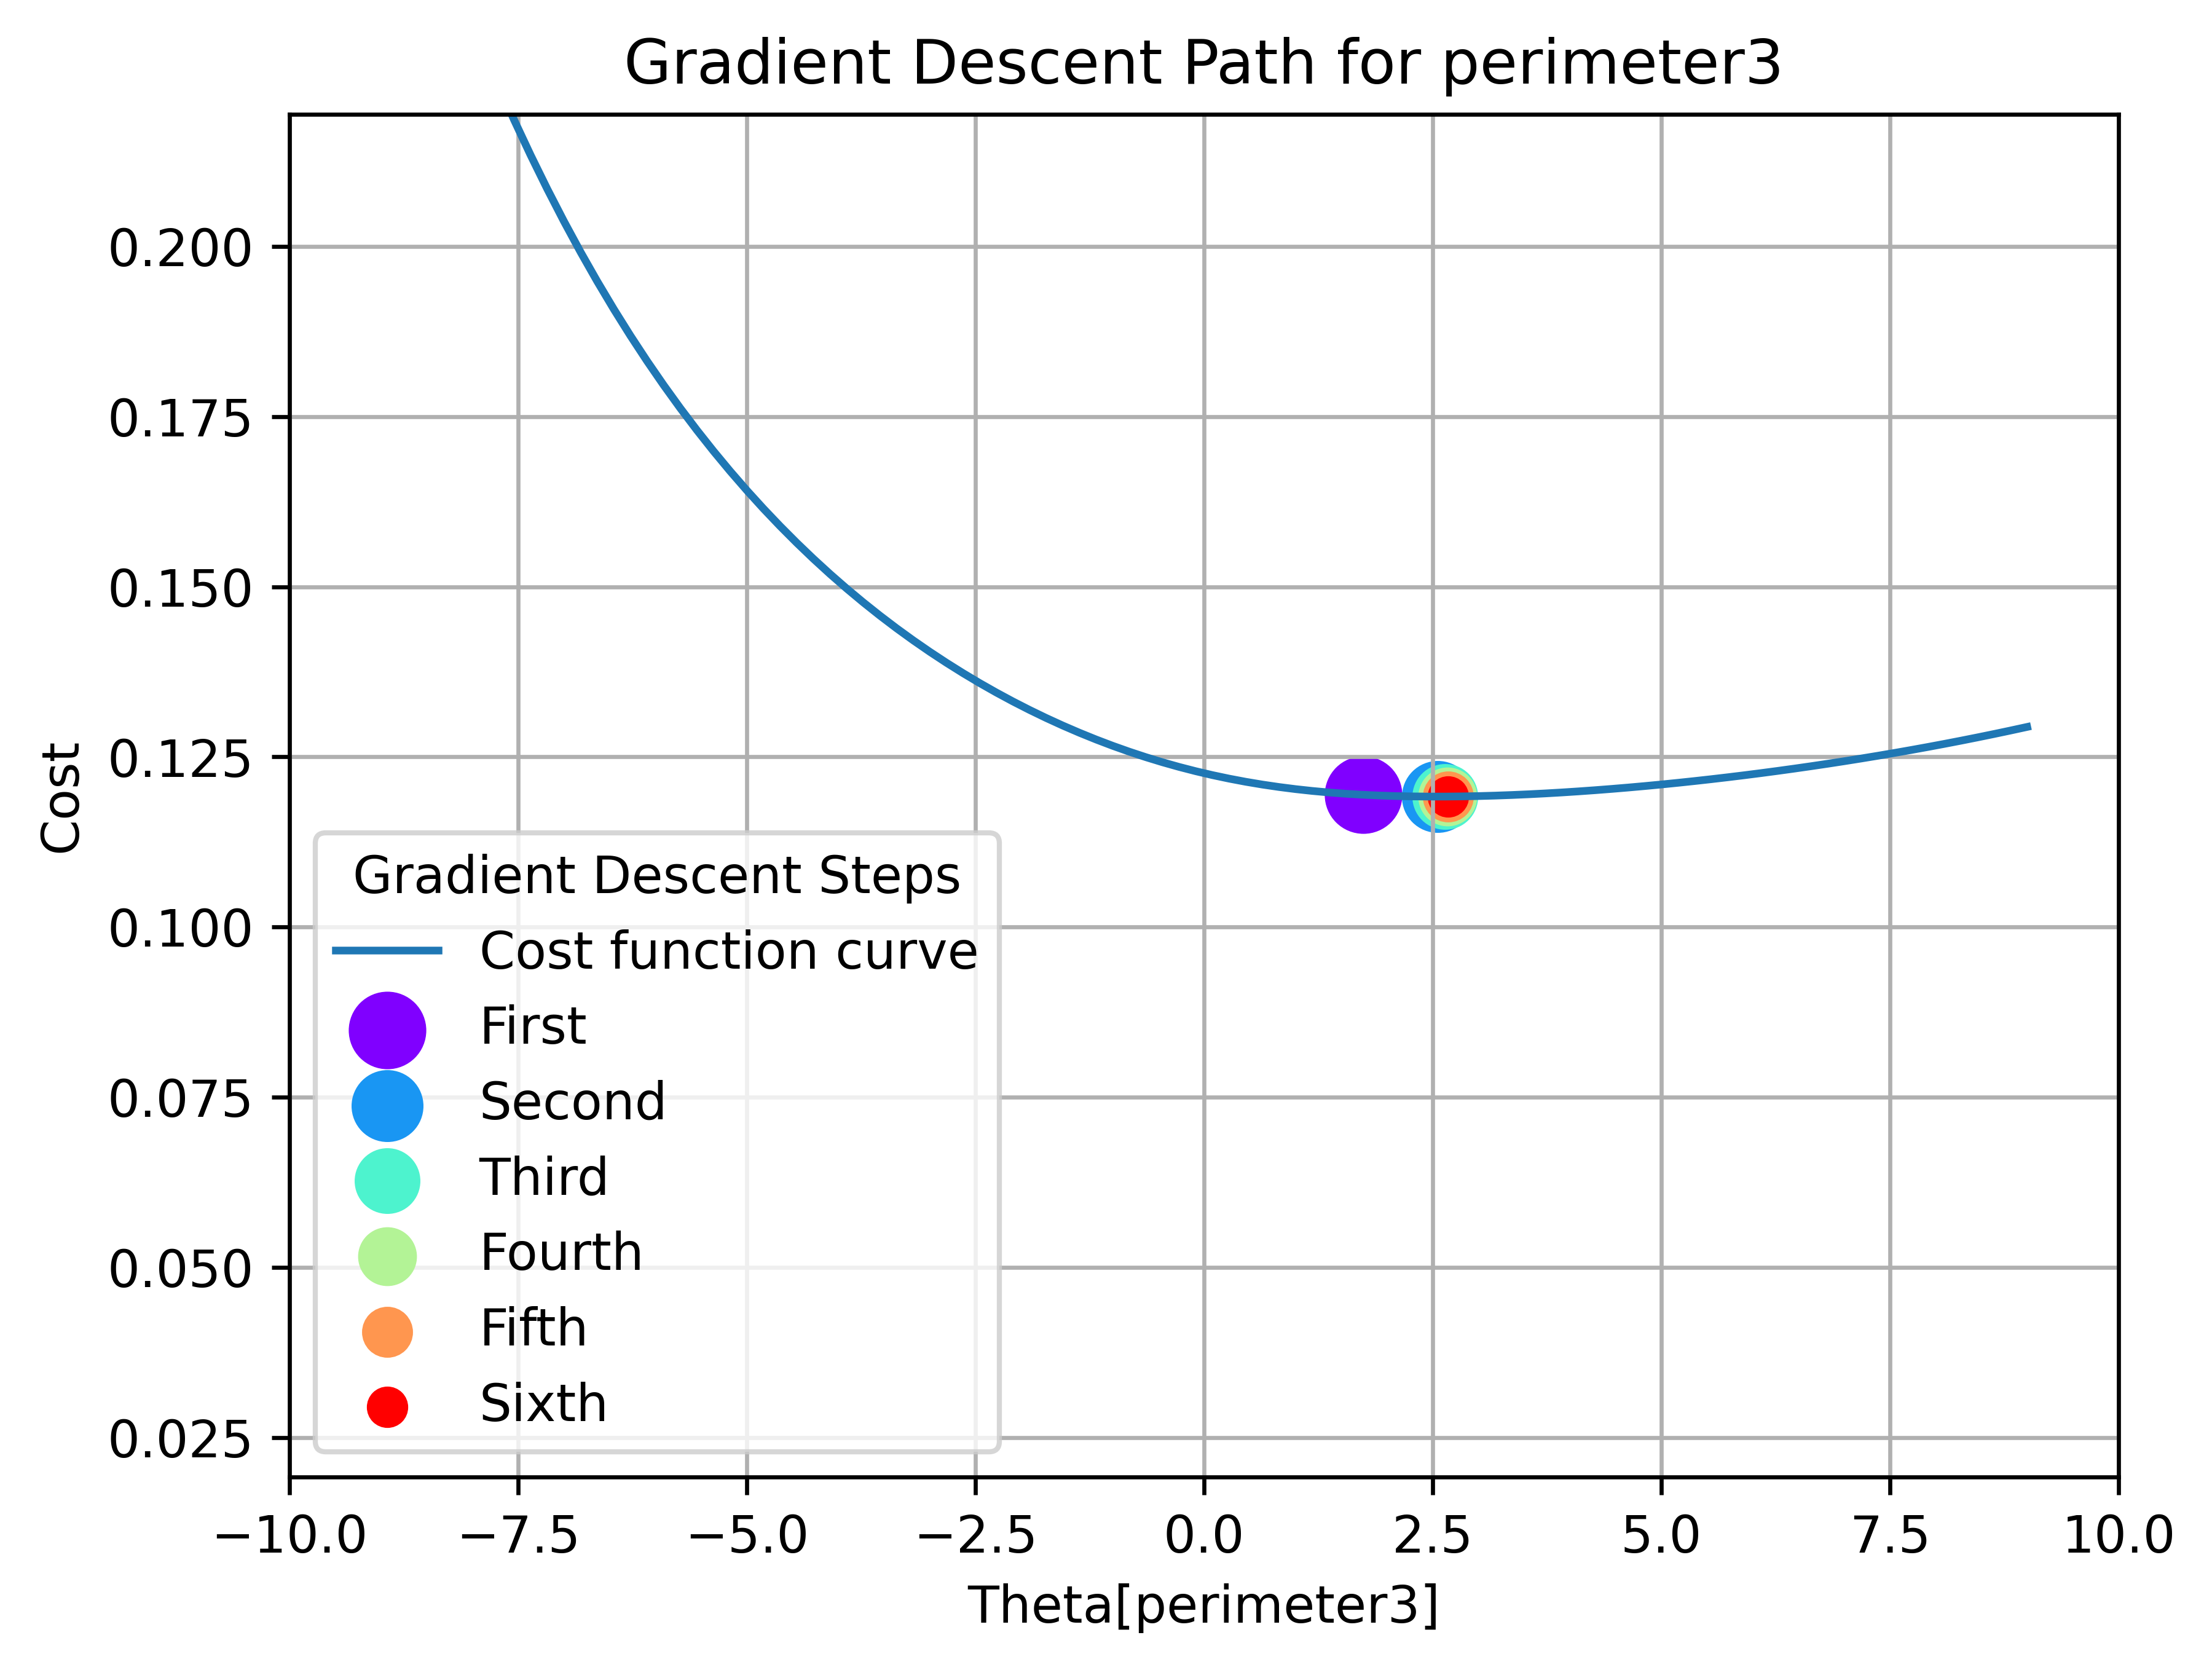 Gradient Descent Path for perimeter3
0.200
0.175
0.150
0.125
0.100
0.075
0.050
0.025
Cost
Gradient Descent Steps
Cost function curve
First
Second
Third
Fourth
Fifth
Sixth
−10.0 −7.5 −5.0 −2.5 0.0 2.5 5.0 7.5 10.0
Theta[perimeter3]